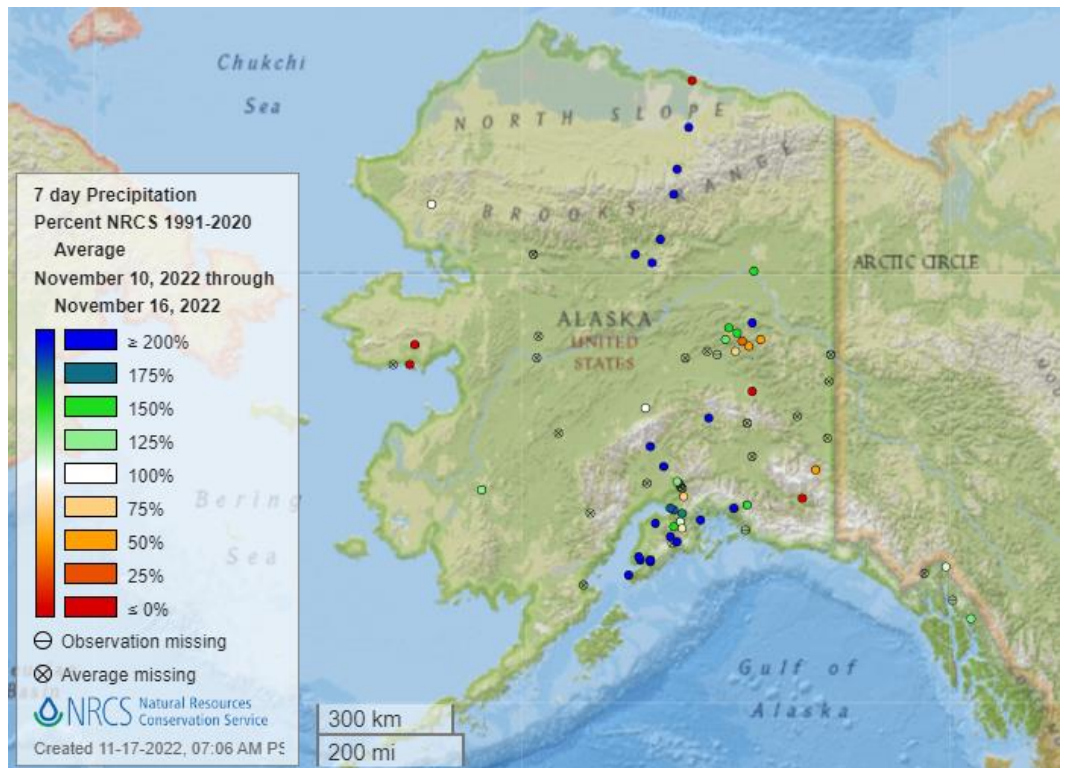 Chukchi
Sea
NORTH SLOPE
BROOKS RANGE
ARCTIC CIRCLE
ALASKA
UNITED
STATES
Bering
Sea
Gulf of
Alaska
7 day Precipitation
Percent NRCS 1991-2020
Average
November 10, 2022 through
November 16, 2022
≥ 200%
175%
150%
125%
100%
75%
50%
25%
≤ 0%
Observation missing
Average missing
NRCS Natural Resources
Conservation Service
Created 11-17-2022, 07:06 AM PS
300 km
200 mi